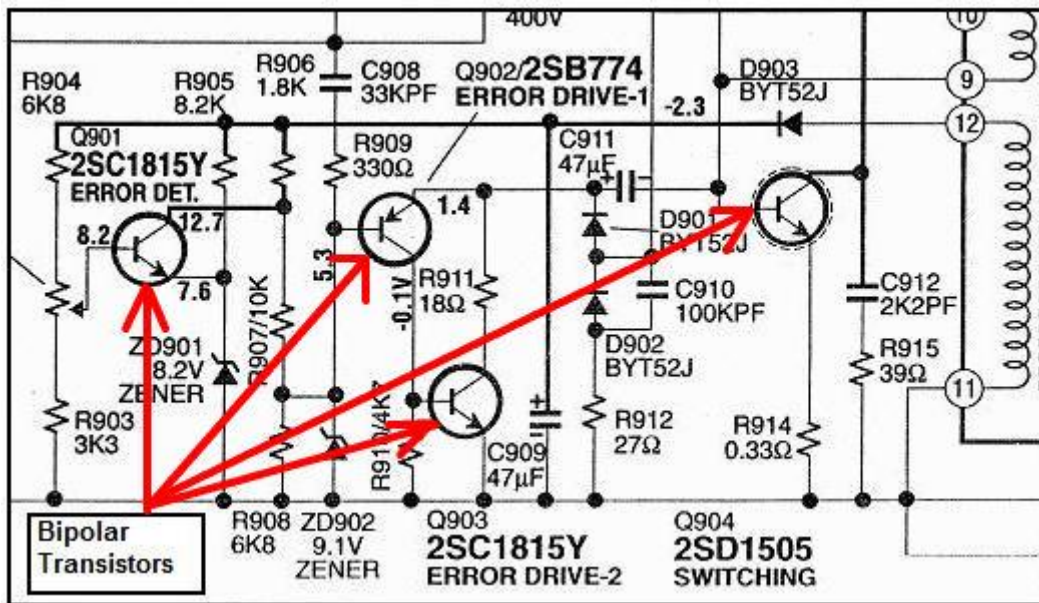 400V
10
R904
6K8
R905
8.2K
R906
1.8K
C908
33KPF
Q902/2SB774
ERROR DRIVE-1
D903
BYT52J
9
-2.3
12
Q901
2SC1815Y
ERROR DET.
R909
330Ω
C911
47µF
+
−
12.7
8.2
7.6
1.4
5.3
-0.1V
D901
BYT52J
R911
18Ω
C910
100KPF
C912
2K2PF
R907/10K
ZD901
8.2V
ZENER
D902
BYT52J
R915
39Ω
11
R903
3K3
R910/4K7
C909
47µF
+
−
R912
27Ω
R914
0.33Ω
Bipolar
Transistors
R908
6K8
ZD902
9.1V
ZENER
Q903
2SC1815Y
ERROR DRIVE-2
Q904
2SD1505
SWITCHING